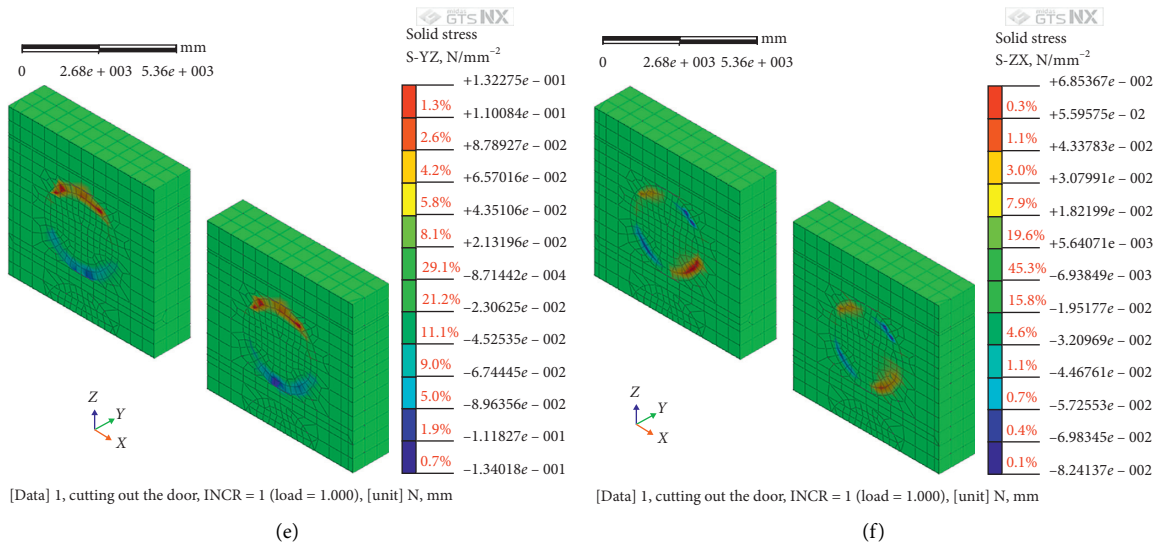 midas
GTS NX
Solid stress
S-YZ, N/mm⁻²
mm
0 2.68e + 003 5.36e + 003
+1.32275e – 001
1.3%
+1.10084e – 001
2.6%
+8.78927e – 002
4.2%
+6.57016e – 002
5.8%
+4.35106e – 002
8.1%
+2.13196e – 002
29.1%
–8.71442e – 004
21.2%
–2.30625e – 002
11.1%
–4.52535e – 002
9.0%
–6.74445e – 002
5.0%
–8.96356e – 002
1.9%
–1.11827e – 001
0.7%
–1.34018e – 001
Z
Y
X
[Data] 1, cutting out the door, INCR = 1 (load = 1.000), [unit] N, mm
(e)
midas
GTS NX
Solid stress
S-ZX, N/mm⁻²
mm
0 2.68e + 003 5.36e + 003
+6.85367e – 002
0.3%
+5.59575e – 02
1.1%
+4.33783e – 002
3.0%
+3.07991e – 002
7.9%
+1.82199e – 002
19.6%
+5.64071e – 003
45.3%
–6.93849e – 003
15.8%
–1.95177e – 002
4.6%
–3.20969e – 002
1.1%
–4.46761e – 002
0.7%
–5.72553e – 002
0.4%
–6.98345e – 002
0.1%
–8.24137e – 002
Z
Y
X
[Data] 1, cutting out the door, INCR = 1 (load = 1.000), [unit] N, mm
(f)